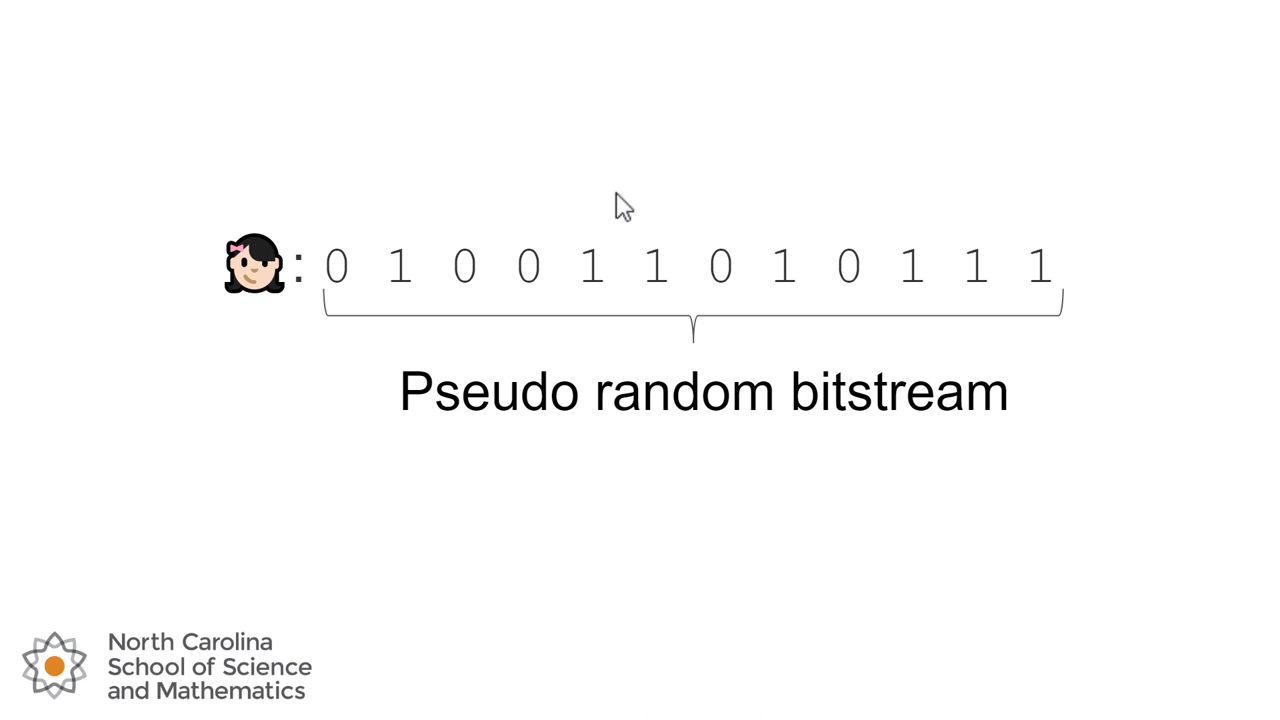 : 0 1 0 0 1 1 0 1 0 1 1 1
Pseudo random bitstream
North Carolina
School of Science
and Mathematics